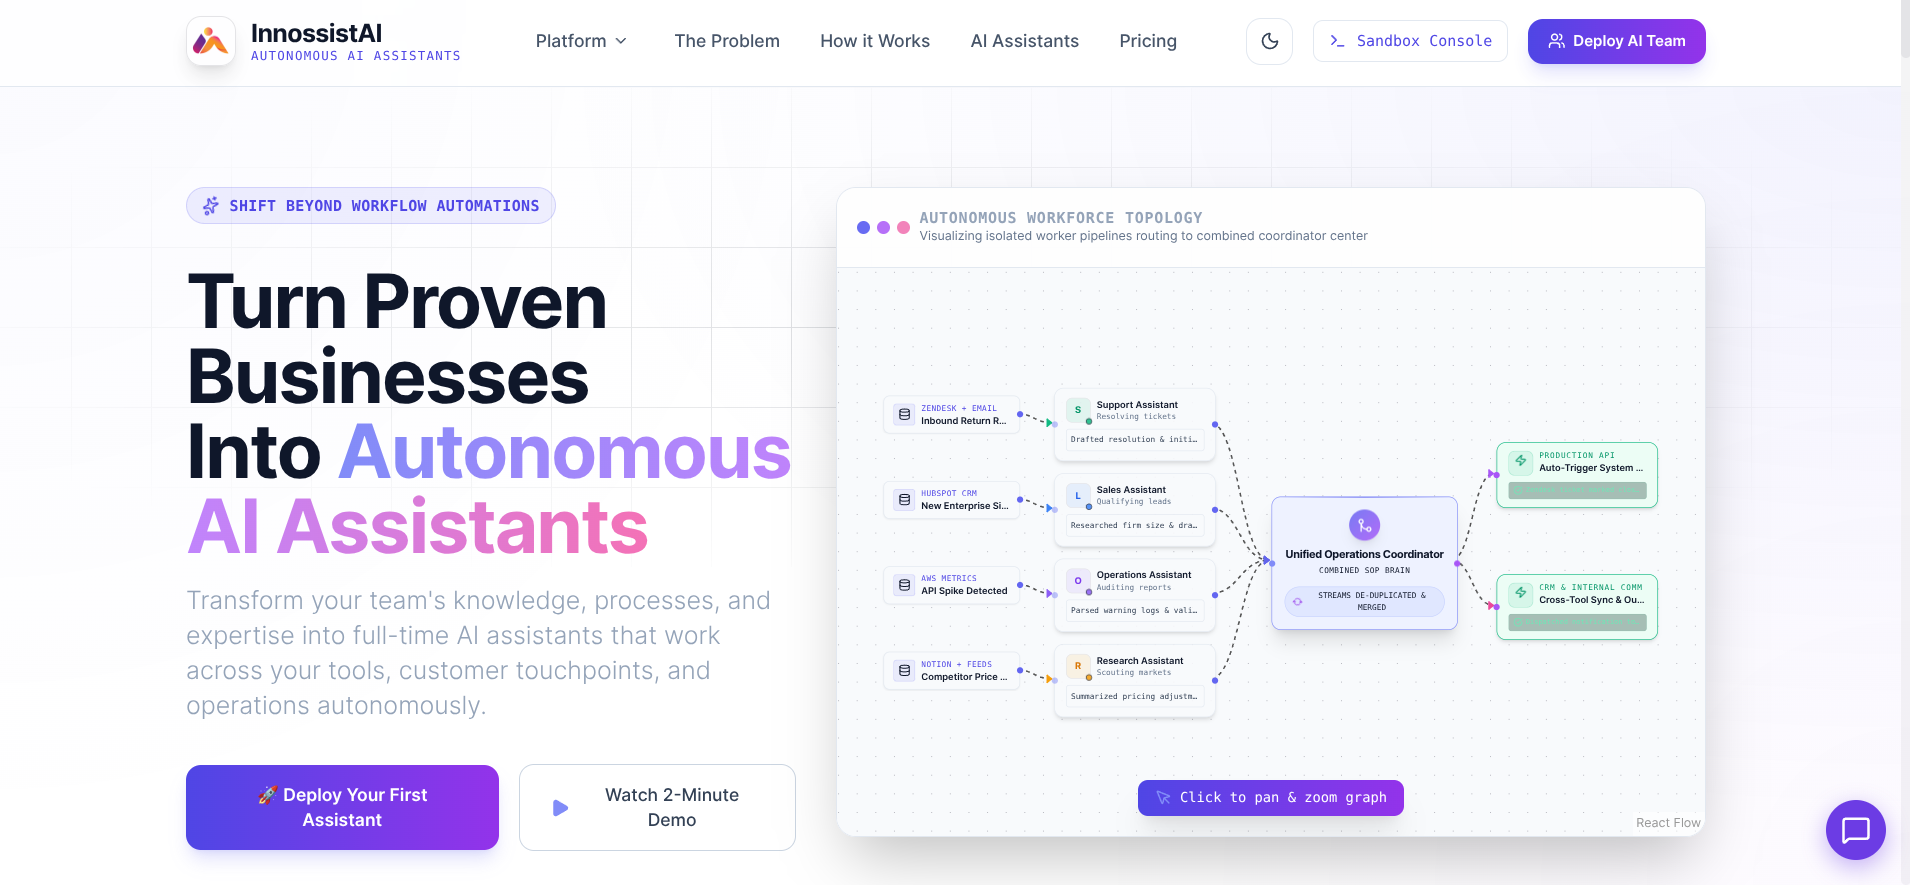 InnossistAI
AUTONOMOUS AI ASSISTANTS
Platform
The Problem
How it Works
AI Assistants
Pricing
Sandbox Console
Deploy AI Team
SHIFT BEYOND WORKFLOW AUTOMATIONS
Turn Proven
Businesses
Into Autonomous
AI Assistants
Transform your team's knowledge, processes, and
expertise into full-time AI assistants that work
across your tools, customer touchpoints, and
operations autonomously.
🚀 Deploy Your First
Assistant
Watch 2-Minute
Demo
AUTONOMOUS WORKFORCE TOPOLOGY
Visualizing isolated worker pipelines routing to combined coordinator center
ZENDESK + EMAIL
Inbound Return R...
HUBSPOT CRM
New Enterprise Si...
AWS METRICS
API Spike Detected
NOTION + FEEDS
Competitor Price ...
S
Support Assistant
Resolving tickets
Drafted resolution & initi...
L
Sales Assistant
Qualifying leads
Researched firm size & dra...
O
Operations Assistant
Auditing reports
Parsed warning logs & vali...
R
Research Assistant
Scouting markets
Summarized pricing adjustm...
Unified Operations Coordinator
COMBINED SOP BRAIN
STREAMS DE-DUPLICATED &
MERGED
PRODUCTION API
Auto-Trigger System ...
CRM & INTERNAL COMM
Cross-Tool Sync & Ou...
Click to pan & zoom graph
React Flow